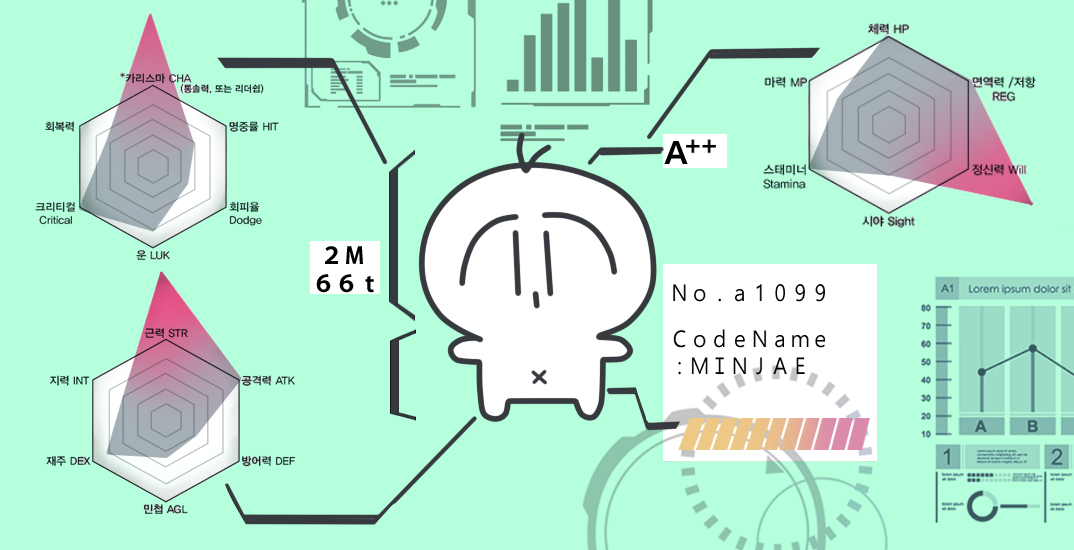 *카리스마 CHA
(통솔력, 또는 리더쉽)
회복력
명중률 HIT
크리티컬
Critical
회피율
Dodge
운 LUK
근력 STR
지력 INT
공격력 ATK
재주 DEX
방어력 DEF
민첩 AGL
2M
66t
A++
체력 HP
마력 MP
면역력 /저항
REG
스태미너
Stamina
정신력 Will
시야 Sight
No.a1099
CodeName
:MINJAE
A1
Lorem ipsum dolor sit
80
70
60
50
40
30
20
10
A
B
1
2